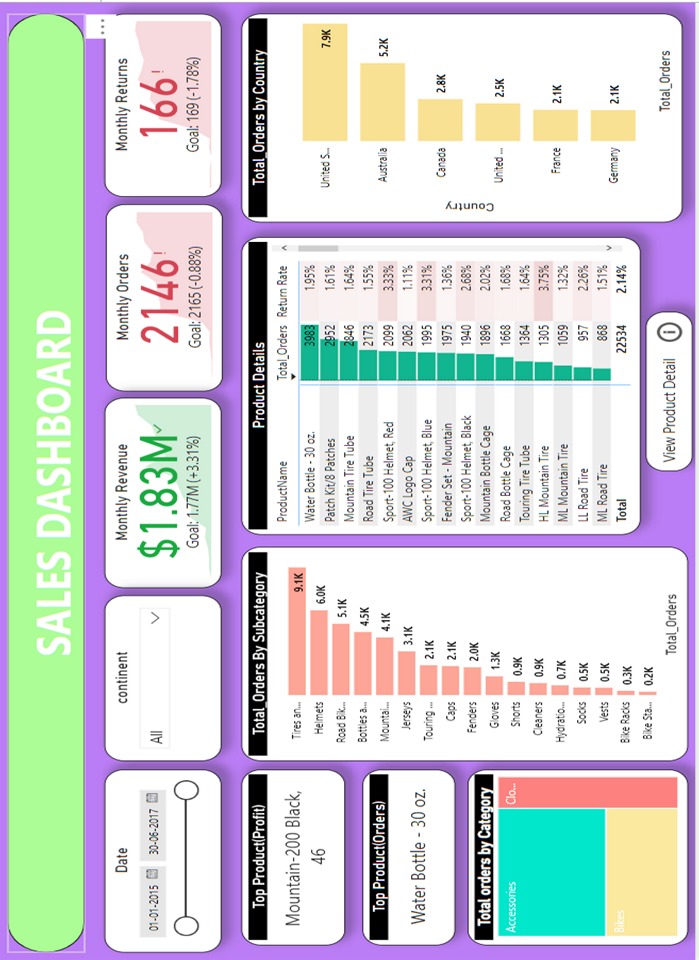 SALES DASHBOARD
Date
01-01-2015
30-06-2017
continent
All
Monthly Revenue
$1.83M
Goal: 1.77M (+3.31%)
Monthly Orders
2146!
Goal: 2165 (-0.88%)
Monthly Returns
166!
Goal: 169 (-1.78%)
Top Product(Profit)
Mountain-200 Black,
46
Top Product(Orders)
Water Bottle - 30 oz.
Total orders by Category
Accessories
Clo...
Bikes
Total_Orders By Subcategory
Tires an... 9.1K
Helmets 6.0K
Road Bik... 5.1K
Bottles a... 4.5K
Mountai... 4.1K
Jerseys 3.1K
Touring ... 2.1K
Caps 2.1K
Fenders 2.0K
Gloves 1.3K
Shorts 0.9K
Cleaners 0.9K
Hydratio... 0.7K
Socks 0.5K
Vests 0.5K
Bike Racks 0.3K
Bike Sta... 0.2K
Total_Orders
Product Details
ProductName Total_Orders Return Rate
Water Bottle - 30 oz. 3983 1.95%
Patch Kit/8 Patches 2952 1.61%
Mountain Tire Tube 2846 1.64%
Road Tire Tube 2173 1.55%
Sport-100 Helmet, Red 2099 3.33%
AWC Logo Cap 2062 1.11%
Sport-100 Helmet, Blue 1995 3.31%
Fender Set - Mountain 1975 1.36%
Sport-100 Helmet, Black 1940 2.68%
Mountain Bottle Cage 1896 2.02%
Road Bottle Cage 1668 1.68%
Touring Tire Tube 1364 1.64%
HL Mountain Tire 1305 3.75%
ML Mountain Tire 1059 1.32%
LL Road Tire 957 2.26%
ML Road Tire 868 1.51%
Total 22534 2.14%
View Product Detail
Total_Orders by Country
Country
United S... 7.9K
Australia 5.2K
Canada 2.8K
United ... 2.5K
France 2.1K
Germany 2.1K
Total_Orders